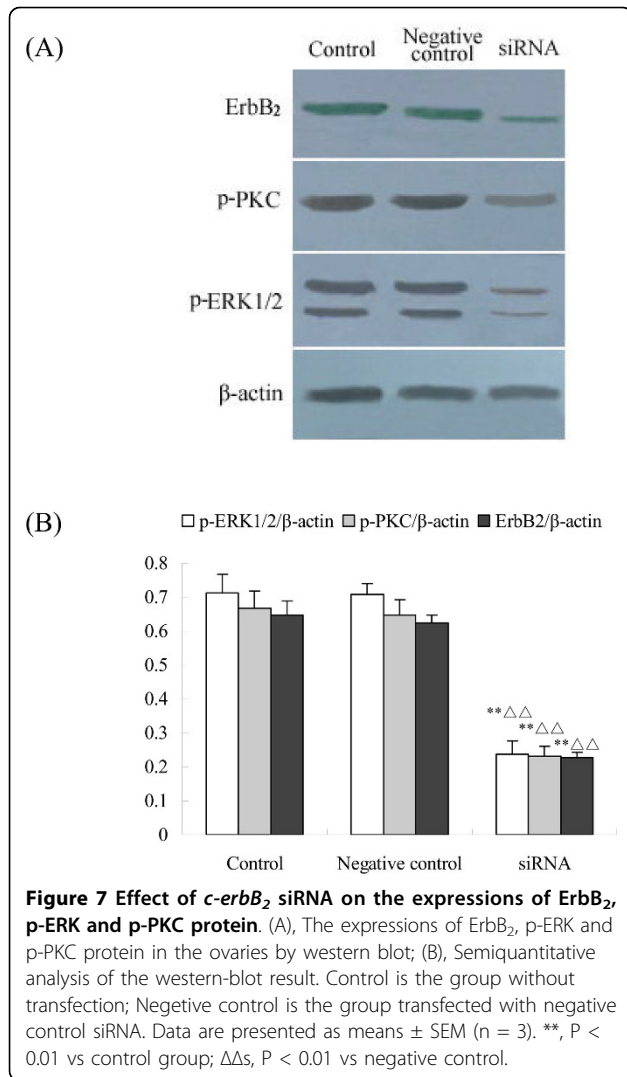 (A)
Control Negative control siRNA
ErbB₂
p-PKC
p-ERK1/2
β-actin
(B)
□ p-ERK1/2/β-actin □ p-PKC/β-actin ■ ErbB2/β-actin
0.8
0.7
0.6
0.5
0.4
0.3
0.2
0.1
0
**△△
**△△
**△△
Control Negative control siRNA
Figure 7 Effect of c-erbB₂ siRNA on the expressions of ErbB₂,
p-ERK and p-PKC protein. (A), The expressions of ErbB₂, p-ERK and
p-PKC protein in the ovaries by western blot; (B), Semiquantitative
analysis of the western-blot result. Control is the group without
transfection; Negetive control is the group transfected with negative
control siRNA. Data are presented as means ± SEM (n = 3). **, P <
0.01 vs control group; ΔΔs, P < 0.01 vs negative control.